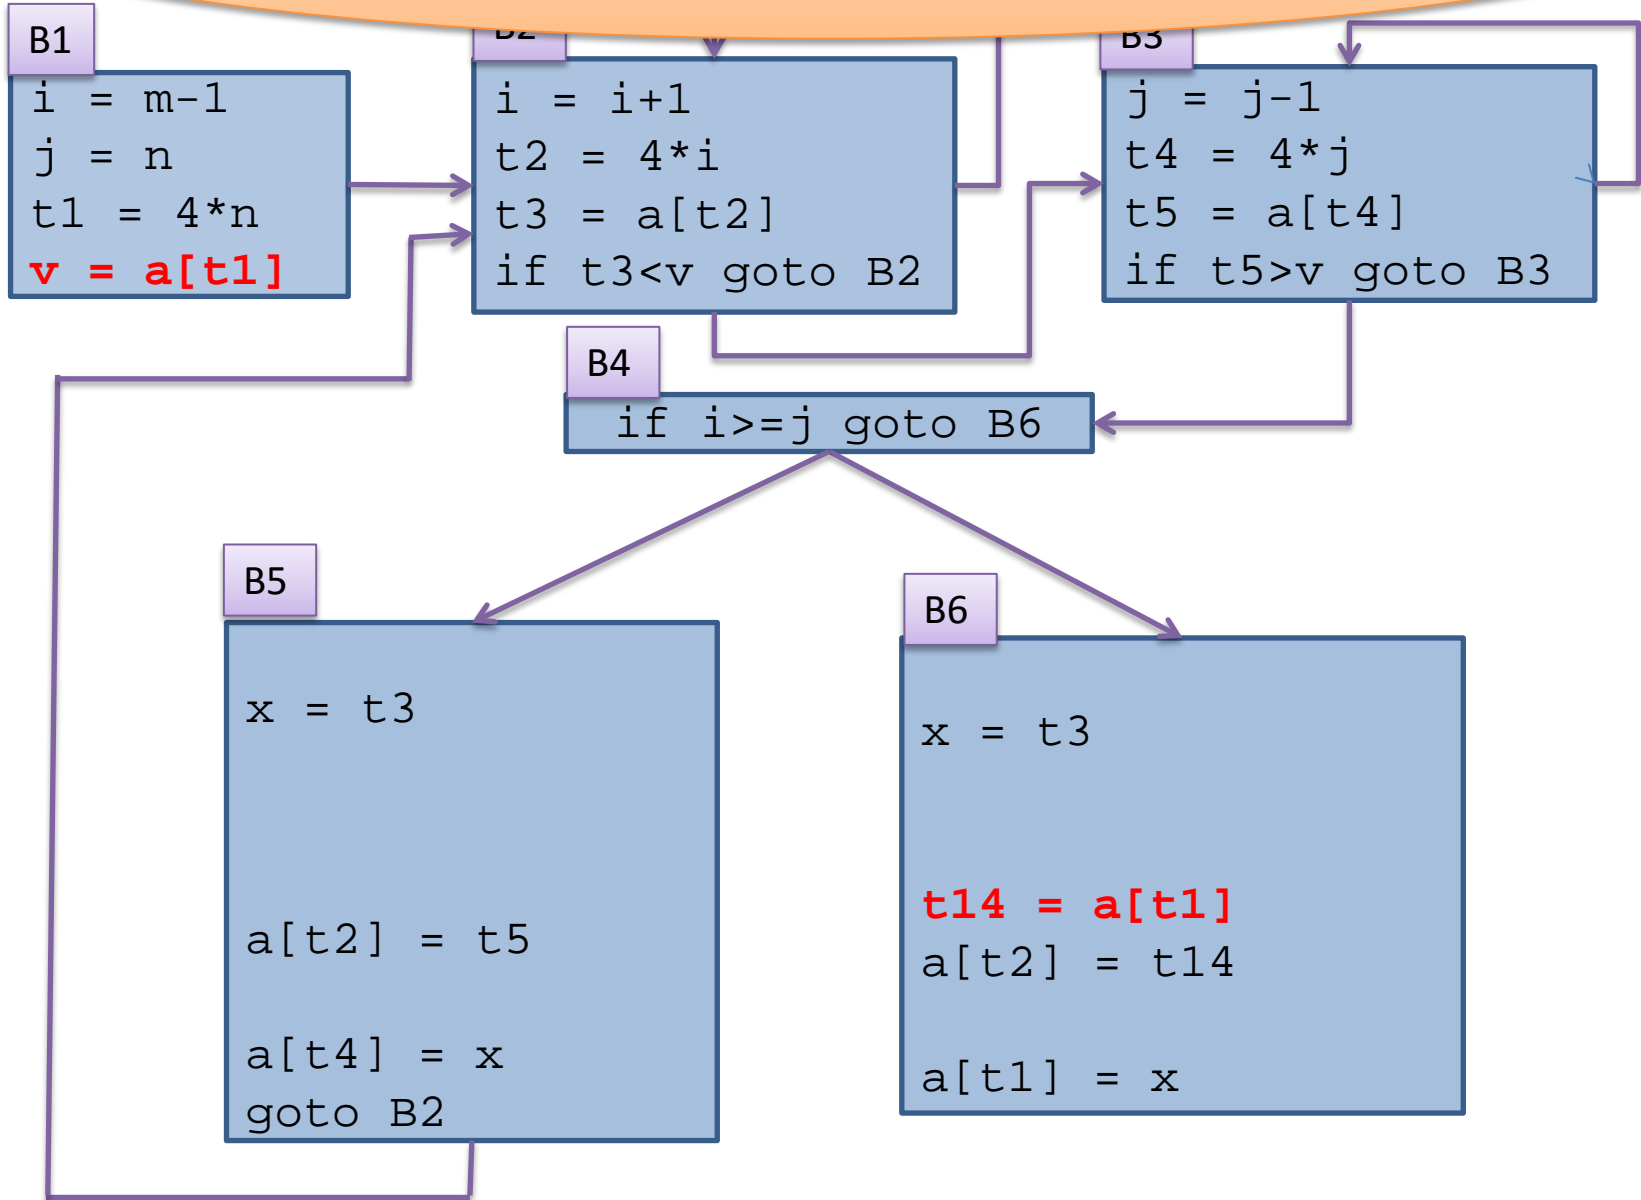 B1
i = m-1
j = n
t1 = 4*n
v = a[t1]
B2
i = i+1
t2 = 4*i
t3 = a[t2]
if t3<v goto B2
B3
j = j-1
t4 = 4*j
t5 = a[t4]
if t5>v goto B3
B4
if i>=j goto B6
B5
x = t3
a[t2] = t5
a[t4] = x
goto B2
B6
x = t3
t14 = a[t1]
a[t2] = t14
a[t1] = x